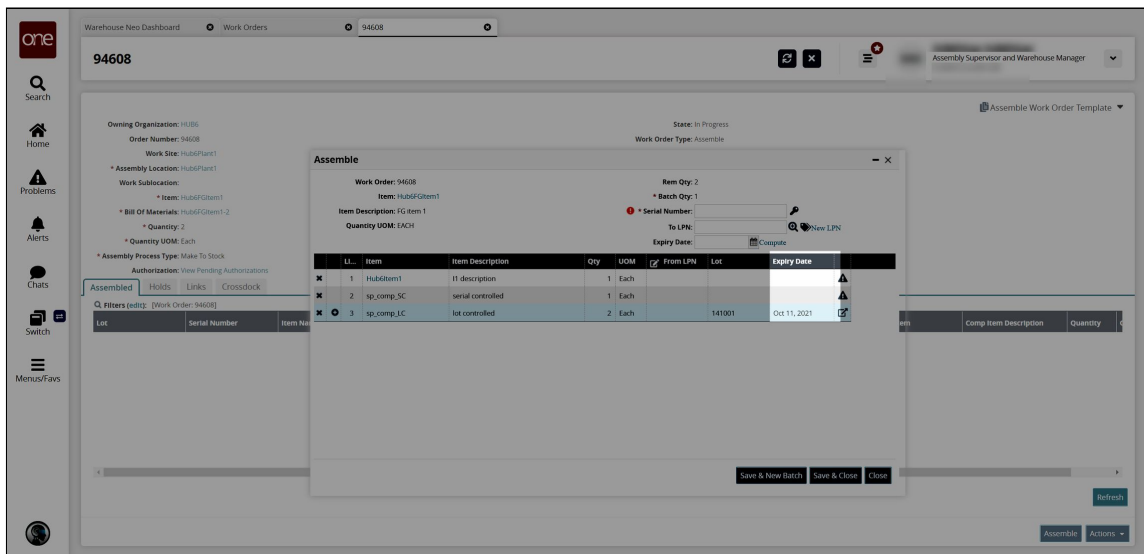 one
Warehouse Neo Dashboard Work Orders 94608
94608
Assembly Supervisor and Warehouse Manager
Search
Home
Problems
Alerts
Chats
Switch
Menus/Favs
Assemble Work Order Template
Owning Organization: HUB6
Order Number: 94608
Work Site: Hub6Plant1
* Assembly Location: Hub6Plant1
Work Sublocation:
* Item: Hub6FGItem1
* Bill Of Materials: Hub6FGItem1-2
* Quantity: 2
* Quantity UOM: Each
* Assembly Process Type: Make To Stock
Authorization: View Pending Authorizations
State: In Progress
Work Order Type: Assemble
Assembled Holds Links Crossdock
Filters (edit): [Work Order: 94608]
Lot Serial Number Item Na
em Comp Item Description Quantity
Assemble
Work Order: 94608
Item: Hub6FGItem1
Item Description: FG item 1
Quantity UOM: EACH
Rem Qty: 2
* Batch Qty: 1
* Serial Number:
To LPN: New LPN
Expiry Date: Compute
Li... Item Item Description Qty UOM From LPN Lot Expiry Date
1 Hub6Item1 I1 description 1 Each
2 sp_comp_SC serial controlled 1 Each
3 sp_comp_LC lot controlled 2 Each 141001 Oct 11, 2021
Save & New Batch Save & Close Close
Refresh
Assemble Actions